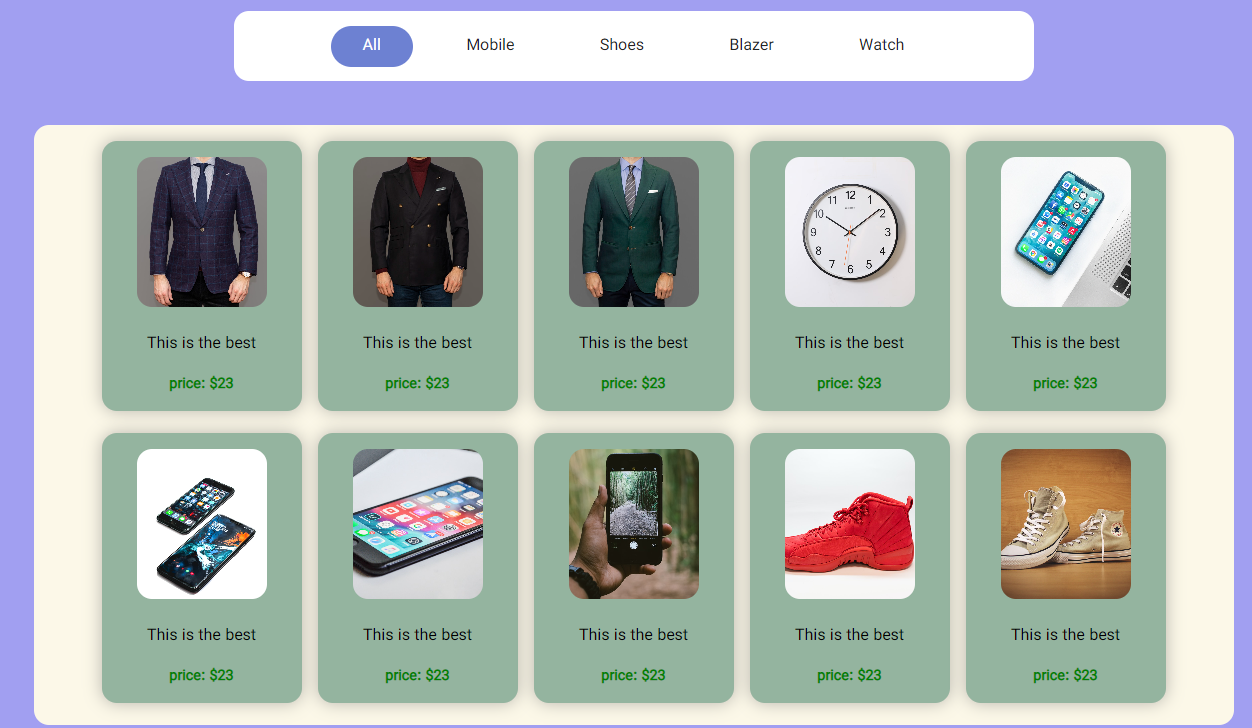 All Mobile Shoes Blazer Watch
12
11 1
10 2
9 3
8 4
7 5
6
This is the best This is the best This is the best This is the best This is the best
price: $23 price: $23 price: $23 price: $23 price: $23
This is the best This is the best This is the best This is the best This is the best
price: $23 price: $23 price: $23 price: $23 price: $23